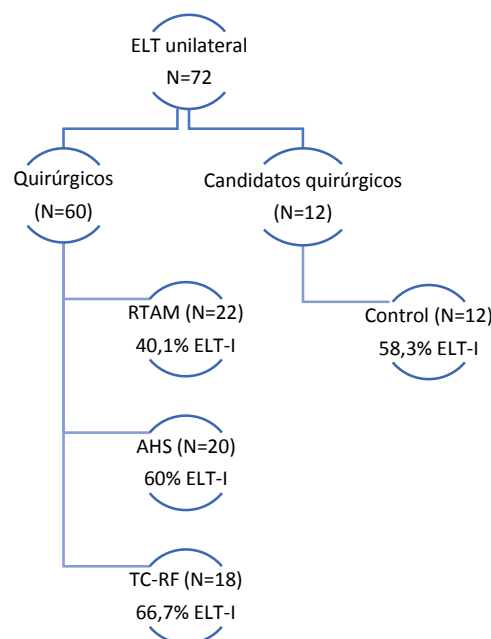 ELT unilateral
N=72
Quirúrgicos
(N=60)
Candidatos quirúrgicos
(N=12)
RTAM (N=22)
40,1% ELT-I
Control (N=12)
58,3% ELT-I
AHS (N=20)
60% ELT-I
TC-RF (N=18)
66,7% ELT-I